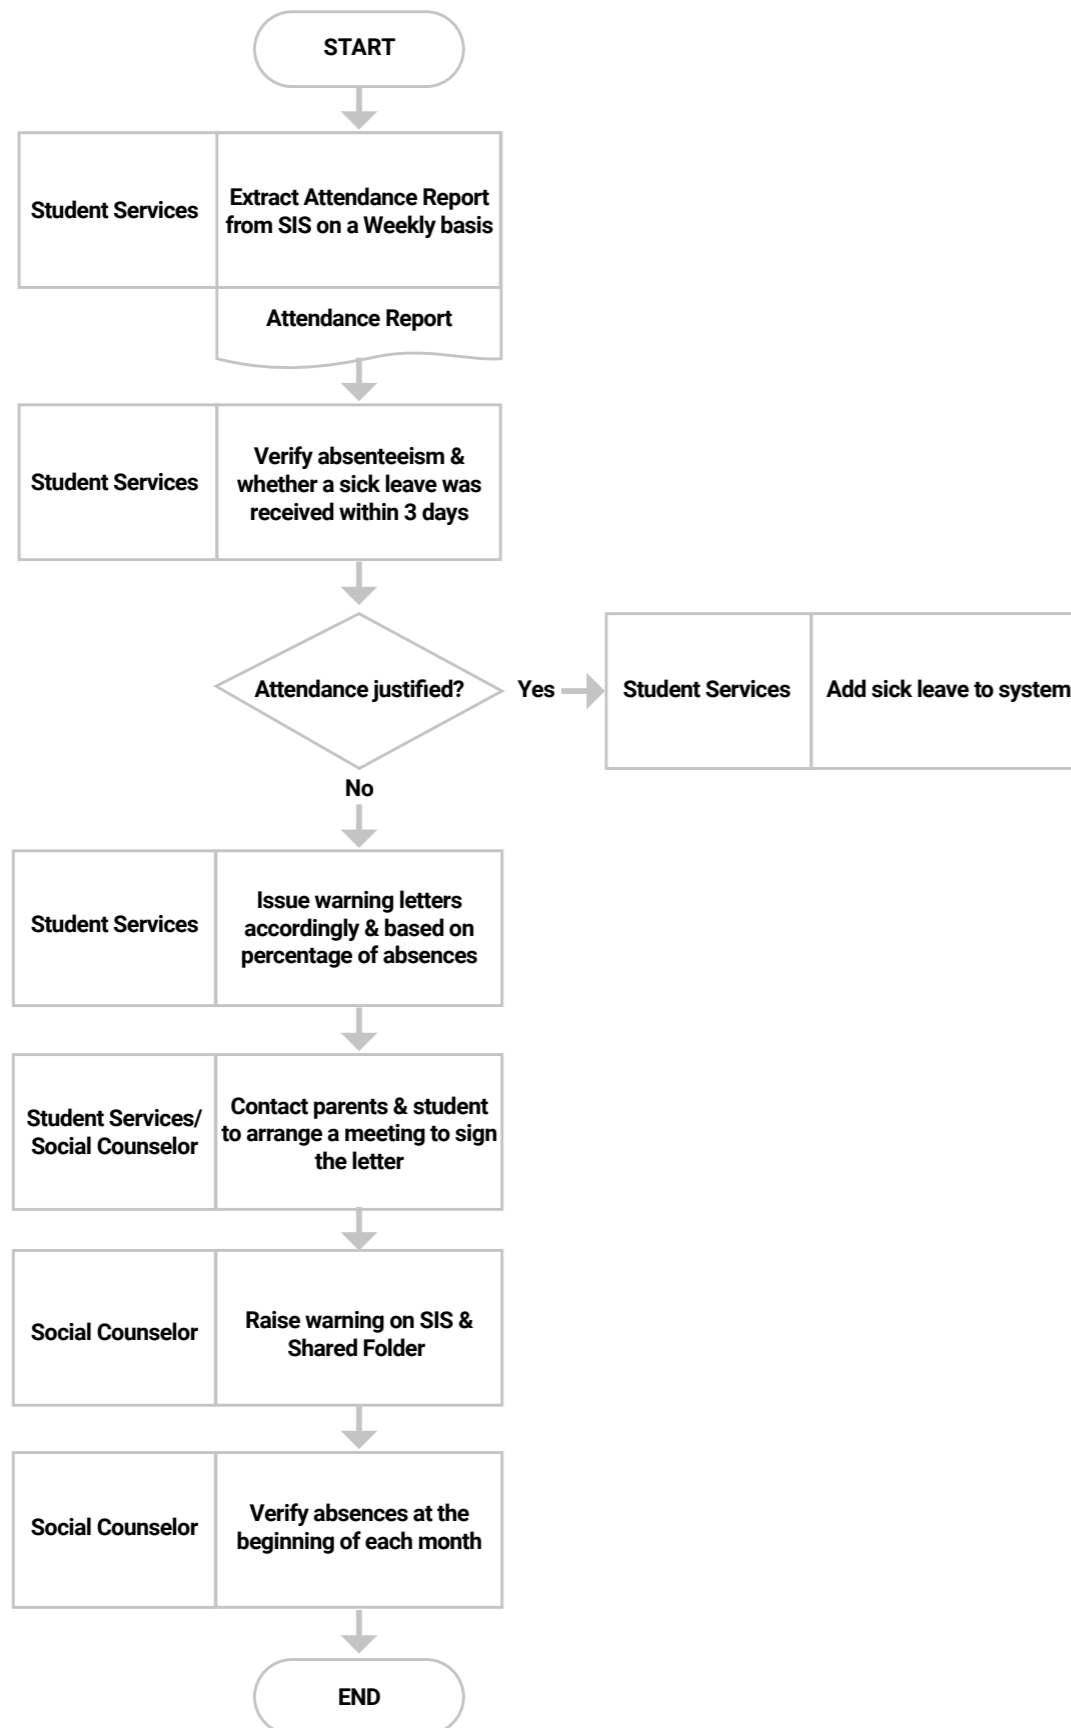 START
Student Services
Extract Attendance Report
from SIS on a Weekly basis
Attendance Report
Student Services
Verify absenteeism &
whether a sick leave was
received within 3 days
Attendance justified?
Yes
Student Services
Add sick leave to system
No
Student Services
Issue warning letters
accordingly & based on
percentage of absences
Student Services/
Social Counselor
Contact parents & student
to arrange a meeting to sign
the letter
Social Counselor
Raise warning on SIS &
Shared Folder
Social Counselor
Verify absences at the
beginning of each month
END